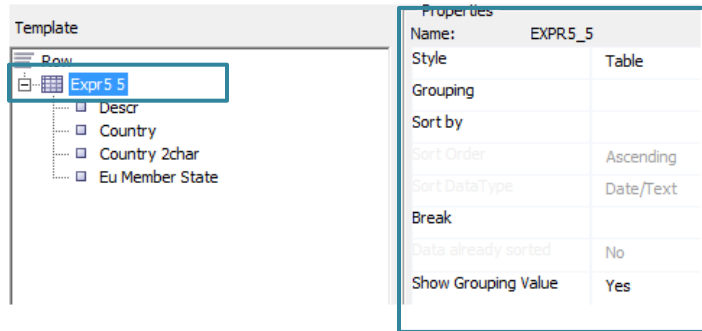 Template
Row
Expr5 5
Descr
Country
Country 2char
Eu Member State
Properties
Name: EXPR5_5
Style Table
Grouping
Sort by
Sort Order Ascending
Sort DataType Date/Text
Break
Data already sorted No
Show Grouping Value Yes